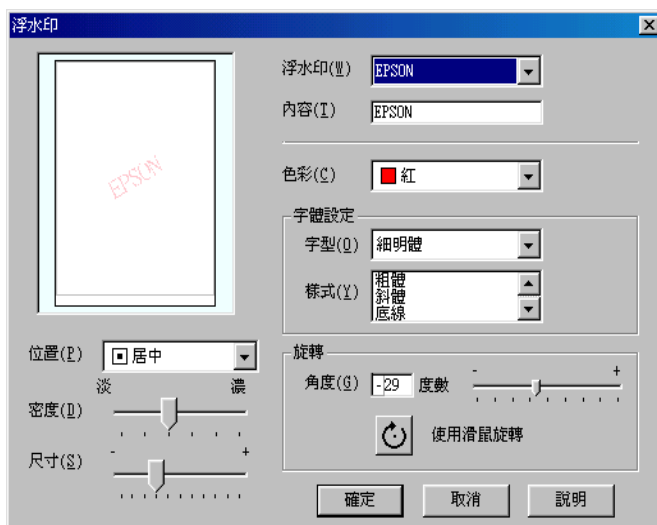 浮水印
EPSON
浮水印(W) EPSON
內容(T) EPSON
色彩(C) 紅
字體設定
字型(O) 細明體
樣式(Y) 粗體
斜體
底線
位置(P) 居中
淡 濃
密度(D)
尺寸(S) - +
旋轉
角度(G) -29 度數 - +
使用滑鼠旋轉
確定 取消 說明